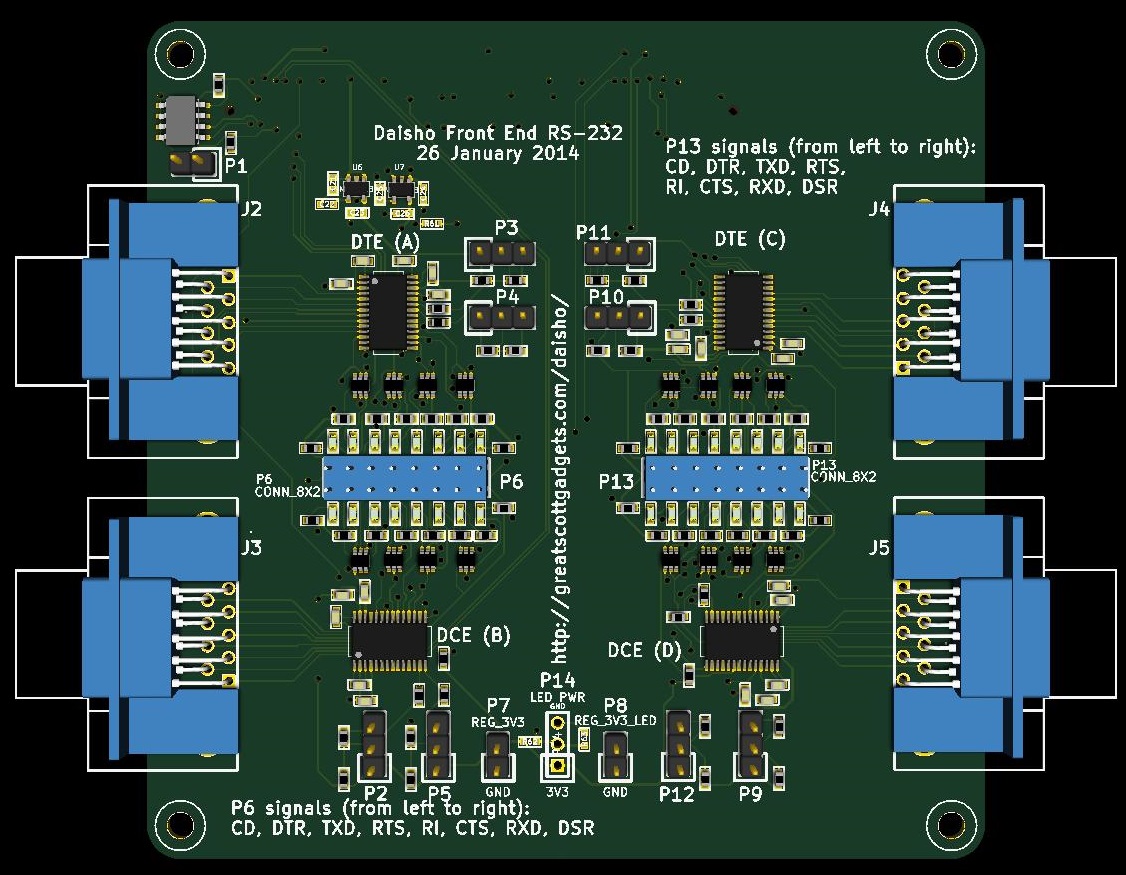 Daisho Front End RS-232
26 January 2014
P13 signals (from left to right):
CD, DTR, TXD, RTS,
RI, CTS, RXD, DSR
P1
U6
U7
J2
J4
DTE (A)
P3
P11
DTE (C)
P4
P10
http://greatscottgadgets.com/daisho/
P6
CONN_8X2
P6
P13
P13
CONN_8X2
J3
J5
DCE (B)
DCE (D)
P14
LED_PWR
GND
P7
REG_3V3
P8
REG_3V3_LED
GND
3V3
GND
P2
P5
P12
P9
P6 signals (from left to right):
CD, DTR, TXD, RTS, RI, CTS, RXD, DSR